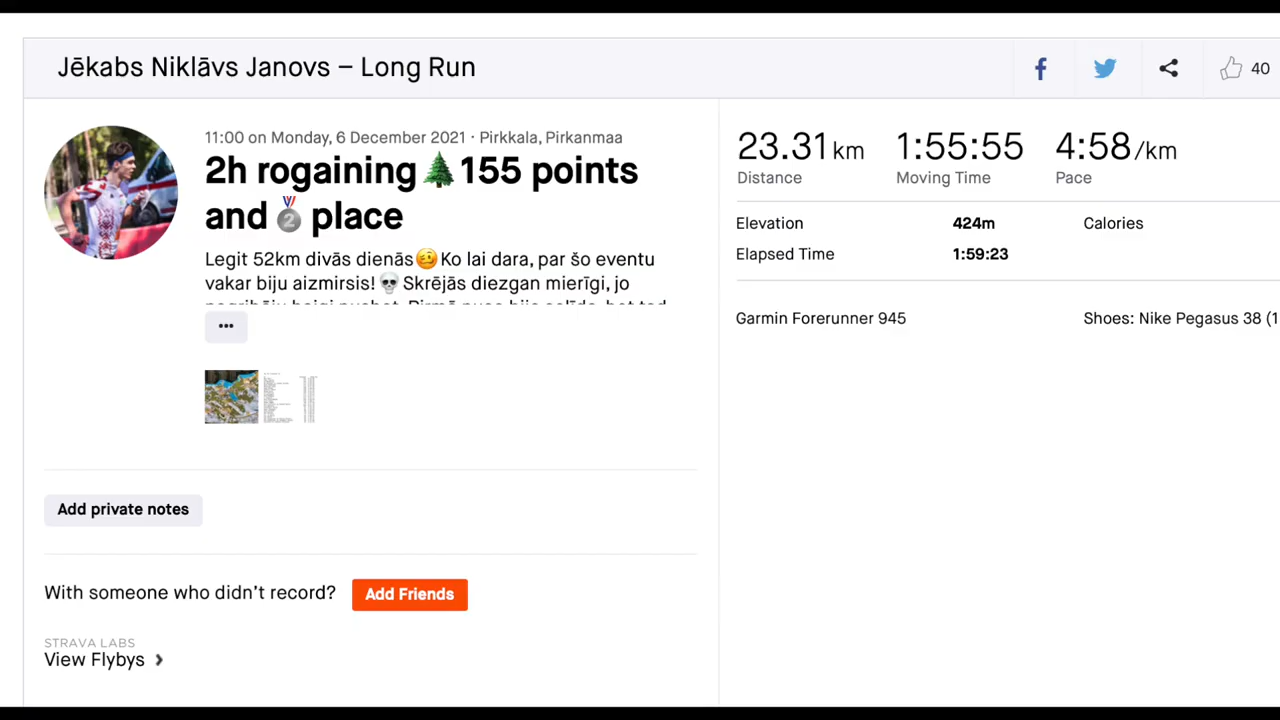 Jēkabs Niklāvs Janovs – Long Run
40
11:00 on Monday, 6 December 2021 · Pirkkala, Pirkanmaa
2h rogaining🌲155 points
and🥈place
Legit 52km divās dienās🥴Ko lai dara, par šo eventu
vakar biju aizmirsis!💀Skrējās diezgan mierīgi, jo
•••
Add private notes
With someone who didn't record?
Add Friends
STRAVA LABS
View Flybys
23.31 km
1:55:55
4:58 /km
Distance
Moving Time
Pace
Elevation
424m
Calories
Elapsed Time
1:59:23
Garmin Forerunner 945
Shoes: Nike Pegasus 38 (1